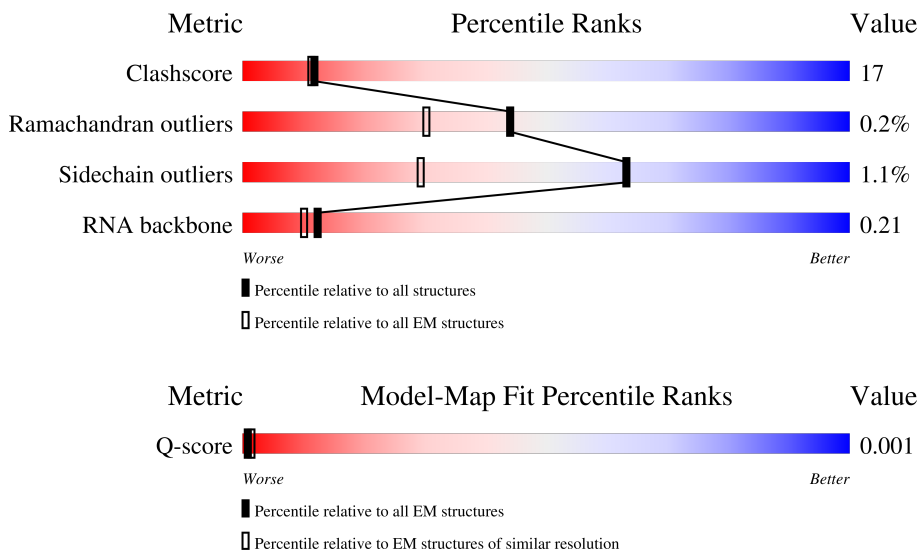 Metric Percentile Ranks Value
Clashscore 17
Ramachandran outliers 0.2%
Sidechain outliers 1.1%
RNA backbone 0.21
Worse Better
Percentile relative to all structures
Percentile relative to all EM structures
Metric Model-Map Fit Percentile Ranks Value
Q-score 0.001
Worse Better
Percentile relative to all EM structures
Percentile relative to EM structures of similar resolution